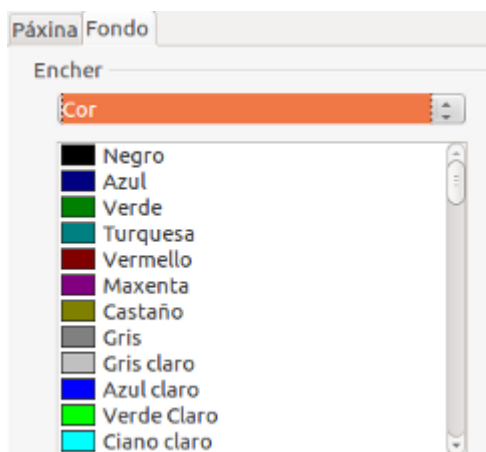 Páxina Fondo
Encher
Cor
Negro
Azul
Verde
Turquesa
Vermello
Maxenta
Castaño
Gris
Gris claro
Azul claro
Verde Claro
Ciano claro